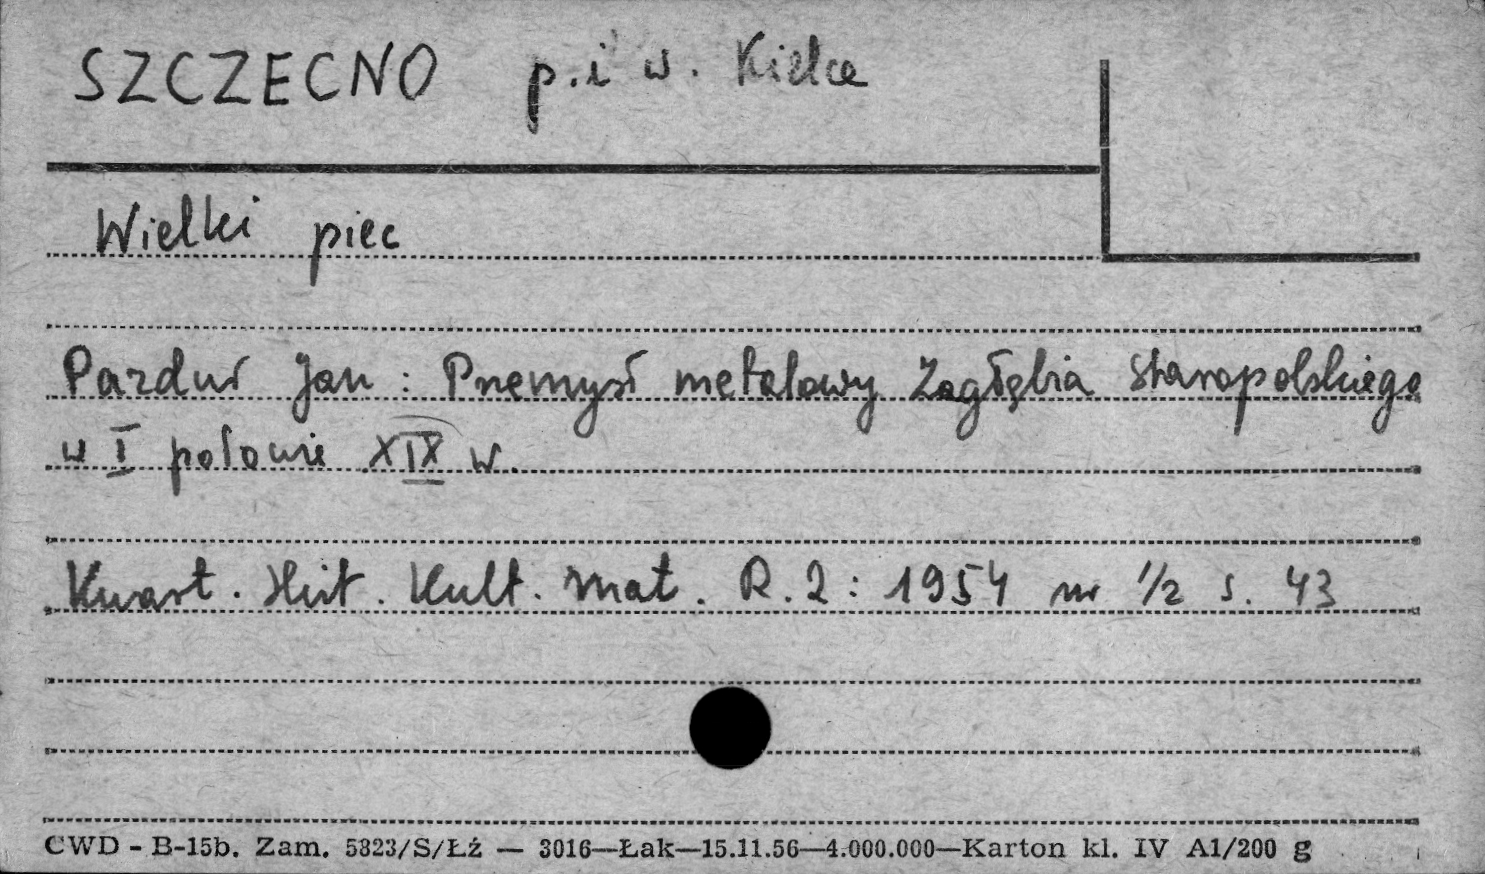 SZCZECNO p. i w. Kielce
Wielki piec
Pazdur Jan : Przemysł metalowy Zagłębia Staropolskiego
w I połowie XIX w.
Kwart. Hist. Kult. Mat. R. 2 : 1954 nr 1/2 s. 43
CWD - B-15b. Zam. 5323/S/Łź — 3016—Łak—15.11.56—4.000.000—Karton kl. IV A1/200 g